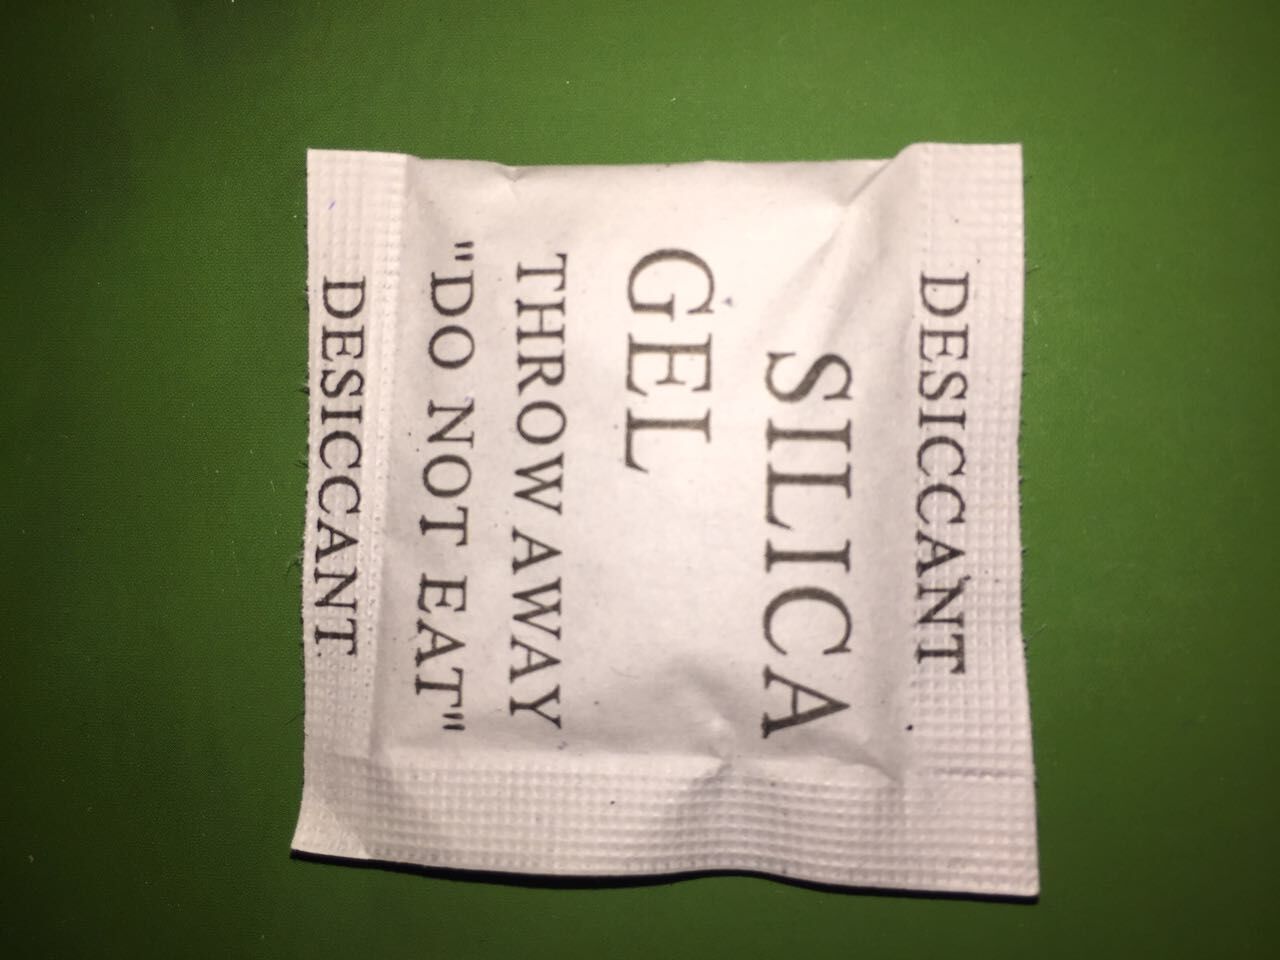 DESICCANT
SILICA
GEL
THROW AWAY
"DO NOT EAT"
DESICCANT